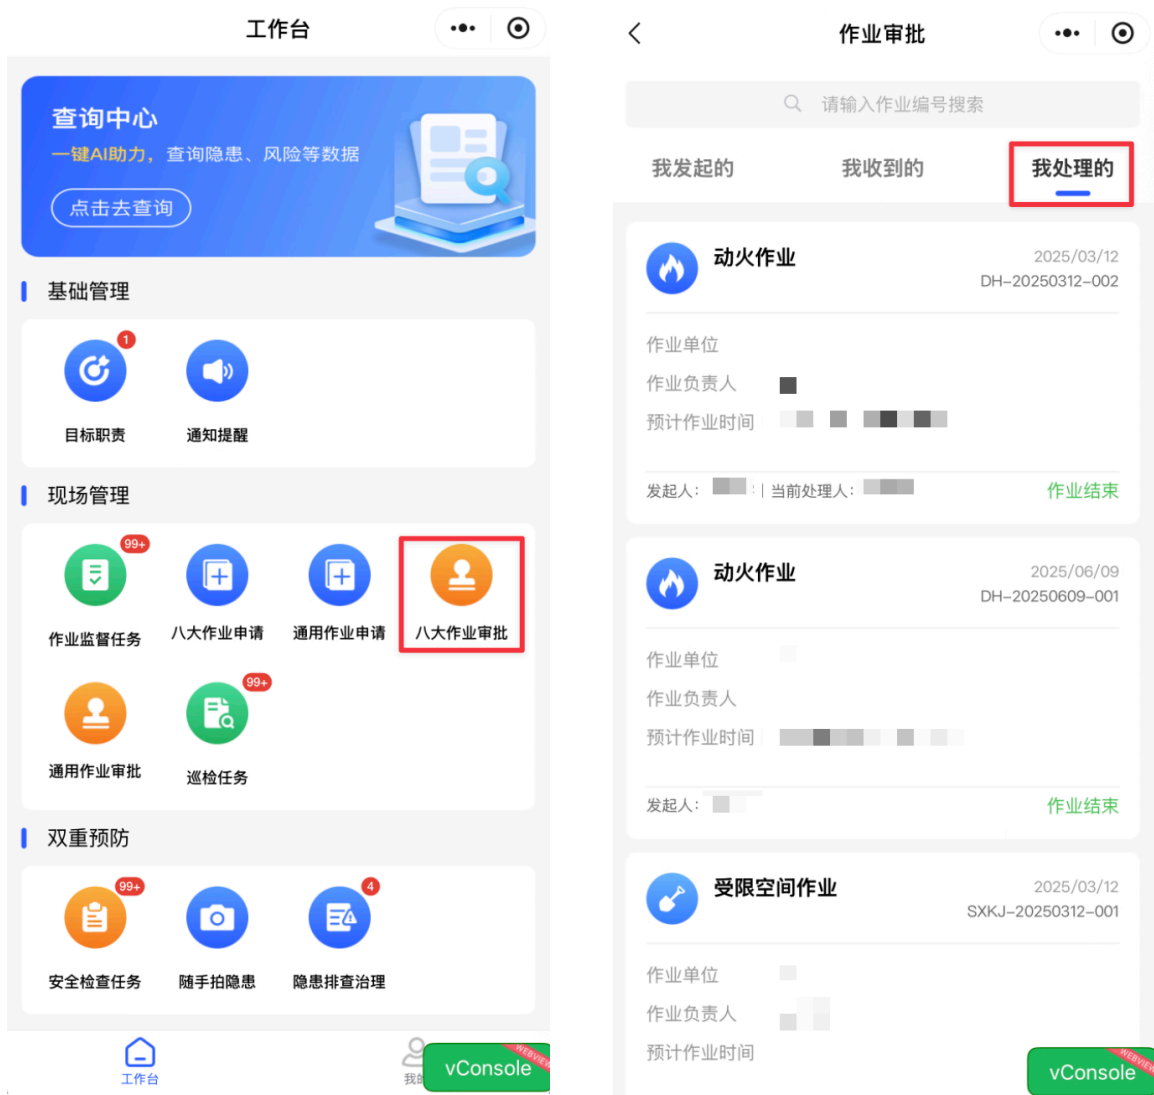 工作台
查询中心
一键AI助力，查询隐患、风险等数据
点击去查询
基础管理
1
目标职责
通知提醒
现场管理
99+
作业监督任务
八大作业申请
通用作业申请
八大作业审批
99+
通用作业审批
巡检任务
双重预防
99+
4
安全检查任务
随手拍隐患
隐患排查治理
工作台
我的
vConsole
WEBVIEW
作业审批
请输入作业编号搜索
我发起的
我收到的
我处理的
动火作业
2025/03/12
DH-20250312-002
作业单位
作业负责人
预计作业时间
发起人：
当前处理人：
作业结束
动火作业
2025/06/09
DH-20250609-001
作业单位
作业负责人
预计作业时间
发起人：
作业结束
受限空间作业
2025/03/12
SXKJ-20250312-001
作业单位
作业负责人
预计作业时间
vConsole
WEBVIEW